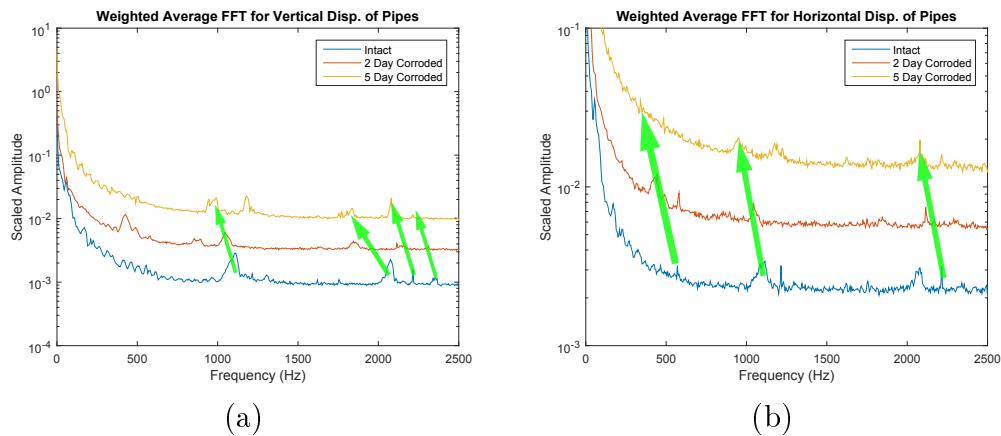 Weighted Average FFT for Vertical Disp. of Pipes
Intact
2 Day Corroded
5 Day Corroded
Scaled Amplitude
10^1
10^0
10^-1
10^-2
10^-3
10^-4
0 500 1000 1500 2000 2500
Frequency (Hz)
(a)
Weighted Average FFT for Horizontal Disp. of Pipes
Intact
2 Day Corroded
5 Day Corroded
Scaled Amplitude
10^-1
10^-2
10^-3
0 500 1000 1500 2000 2500
Frequency (Hz)
(b)